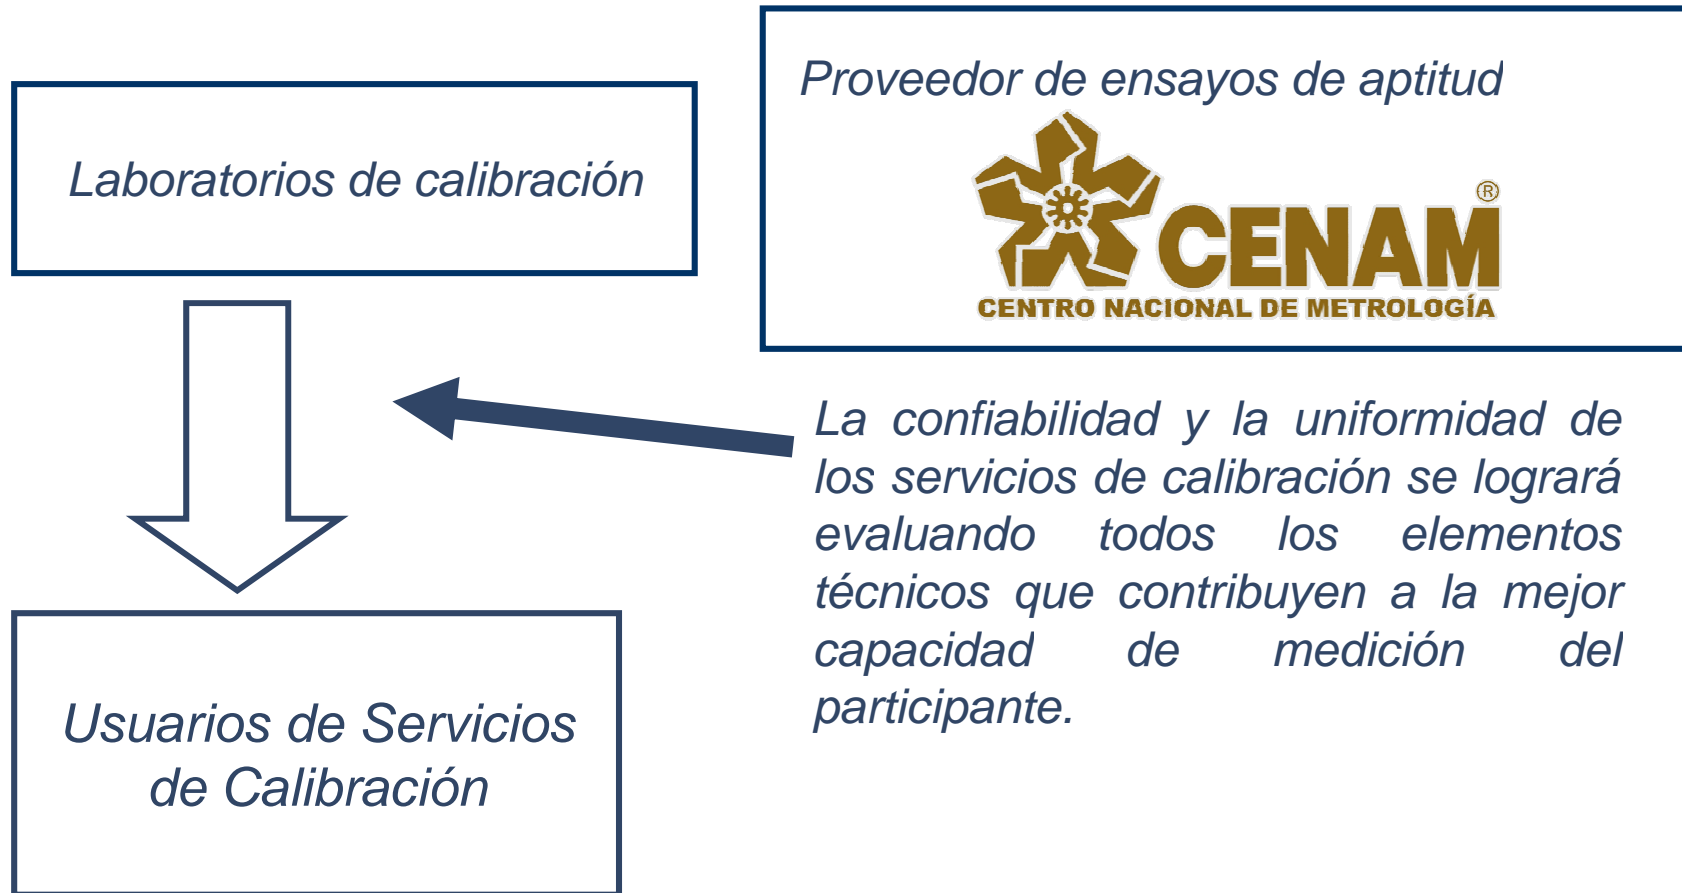 Laboratorios de calibración
Proveedor de ensayos de aptitud
CENAM®
CENTRO NACIONAL DE METROLOGÍA
La confiabilidad y la uniformidad de
los servicios de calibración se logrará
evaluando todos los elementos
técnicos que contribuyen a la mejor
capacidad de medición del
participante.
Usuarios de Servicios
de Calibración